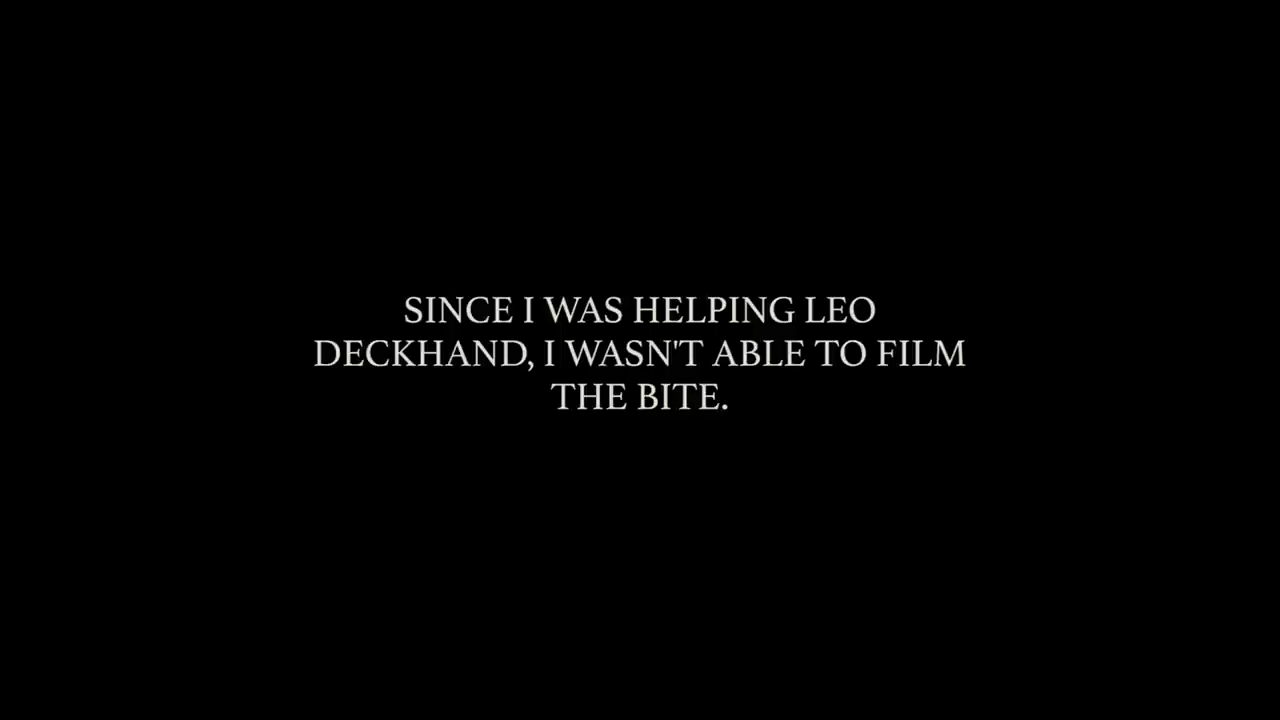 SINCE I WAS HELPING LEO
DECKHAND, I WASN'T ABLE TO FILM
THE BITE.